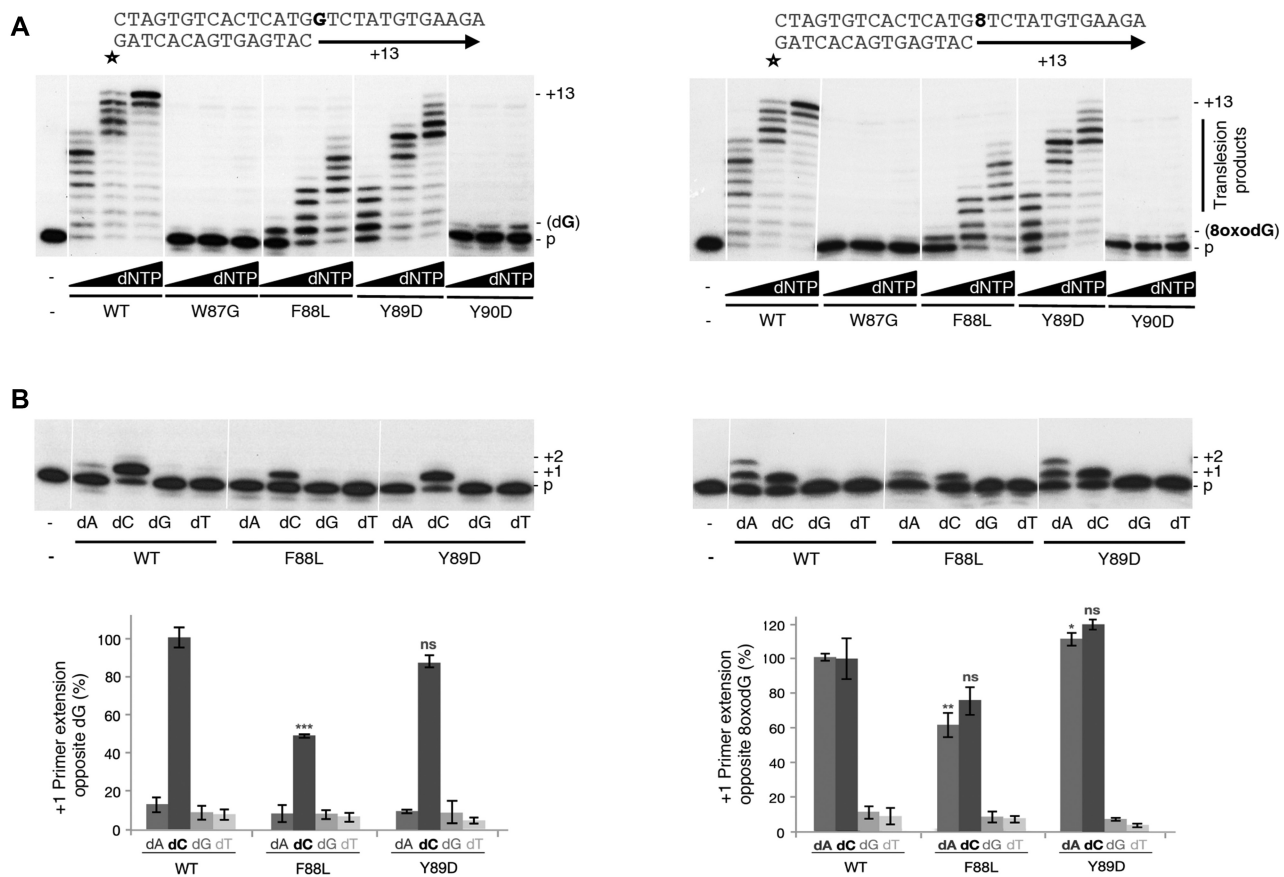 A
CTAGTGTCACTCATGGTCTATGTGAAGA
GATCACAGTGAGTAC
+13
- +13
- (dG)
- p
- dNTP dNTP dNTP dNTP dNTP
- WT W87G F88L Y89D Y90D
CTAGTGTCACTCATG8TCTATGTGAAGA
GATCACAGTGAGTAC
+13
- +13
Translesion
products
- (8oxodG)
p
- dNTP dNTP dNTP dNTP dNTP
- WT W87G F88L Y89D Y90D
B
- +2
- +1
- p
- dA dC dG dT dA dC dG dT dA dC dG dT
- WT F88L Y89D
- +2
- +1
- p
- dA dC dG dT dA dC dG dT dA dC dG dT
- WT F88L Y89D
+1 Primer extension
opposite dG (%)
100
80
60
40
20
0
*** ns
dA dC dG dT dA dC dG dT dA dC dG dT
WT F88L Y89D
+1 Primer extension
opposite 8oxodG (%)
120
100
80
60
40
20
0
** ns * ns
dA dC dG dT dA dC dG dT dA dC dG dT
WT F88L Y89D